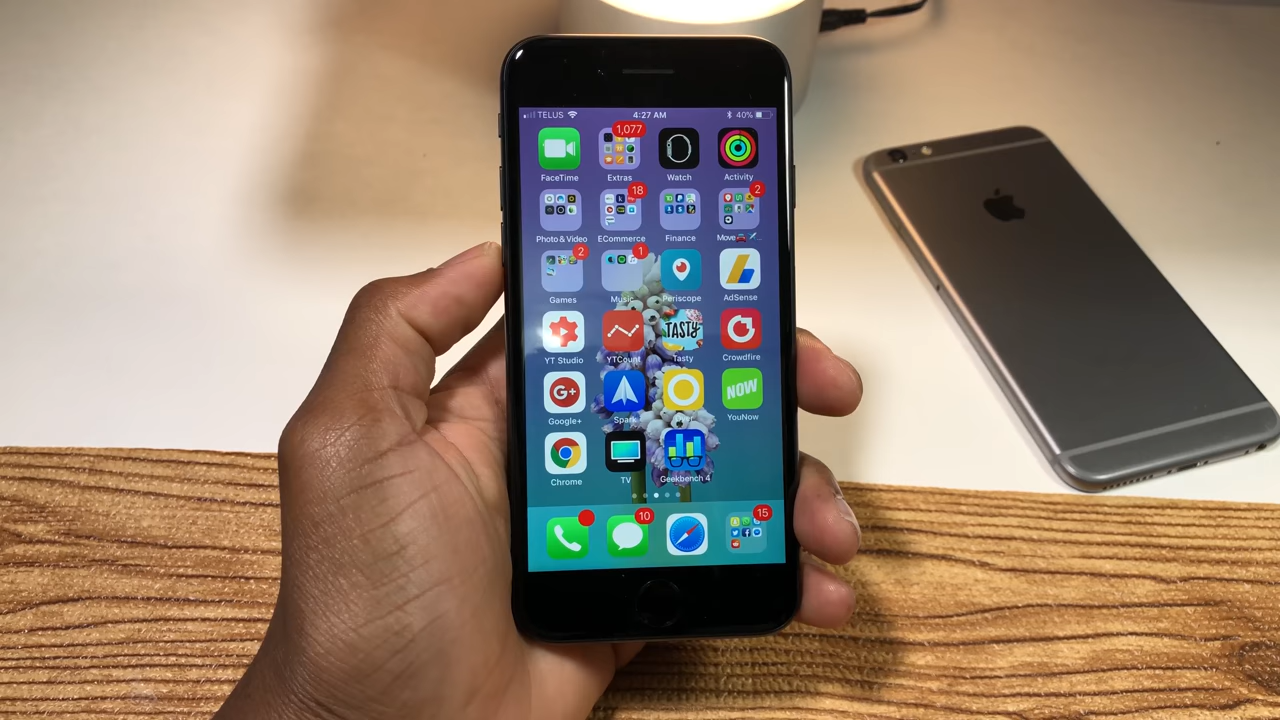 TELUS 4:27 AM 40%
1,077
FaceTime Extras Watch Activity
18 2
Photo & Video ECommerce Finance Move
2 1
Games Music Periscope AdSense
TASTY
YT Studio YTCount Tasty Crowdfire
G+ NOW
Google+ Spark YouNow
Chrome TV Geekbench 4
10 15